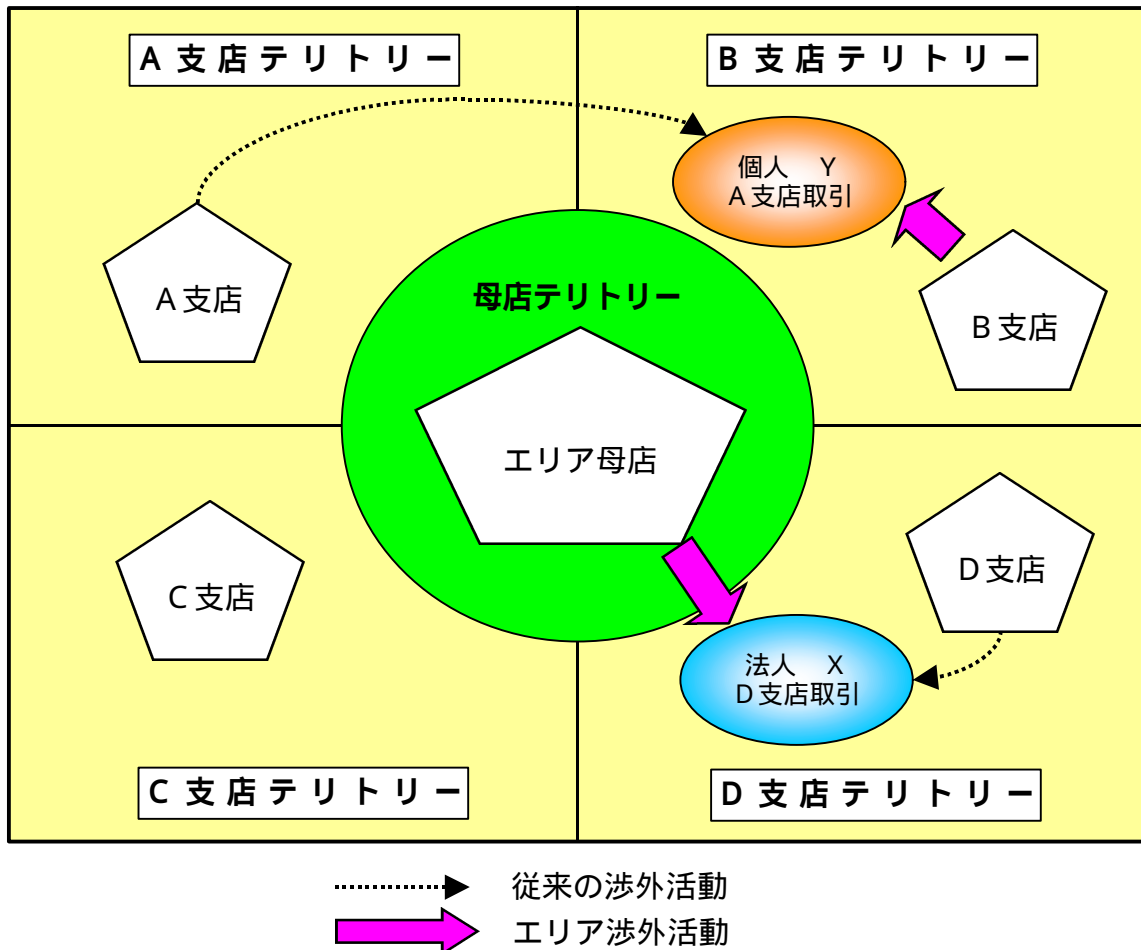 A支店テリトリー
B支店テリトリー
個人　Y
A支店取引
A支店
母店テリトリー
B支店
エリア母店
C支店
D支店
法人　X
D支店取引
C支店テリトリー
D支店テリトリー
従来の渉外活動
エリア渉外活動